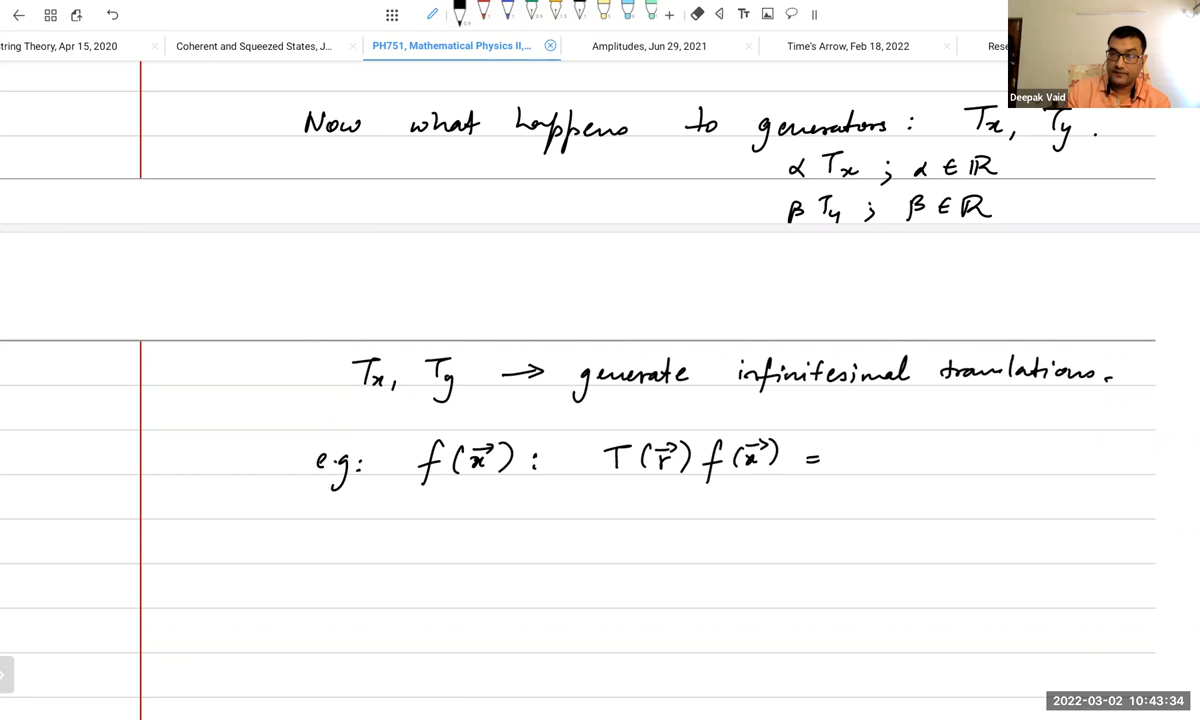 tring Theory, Apr 15, 2020 Coherent and Squeezed States, J... PH751, Mathematical Physics II,... Amplitudes, Jun 29, 2021 Time's Arrow, Feb 18, 2022 Rese
Deepak Vaid
Now what happens to generators: Tx, Ty.
α Tx ; α ∈ ℝ
β Ty ; β ∈ ℝ
Tx, Ty → generate infinitesimal translations.
e.g: f(x⃗): T(r⃗) f(x⃗) =
2022-03-02 10:43:34